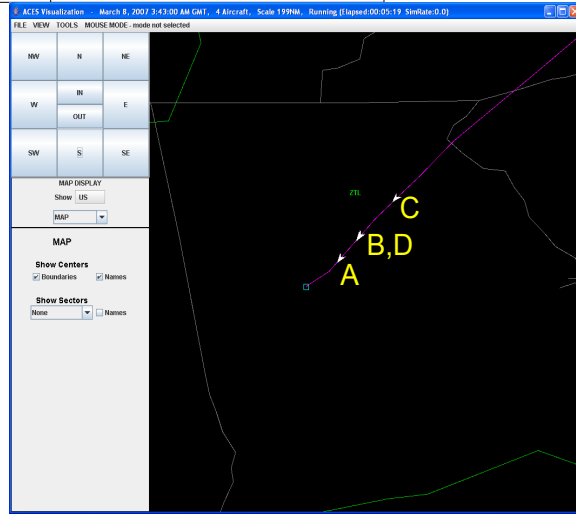 ACES Visualization - March 8, 2007 3:43:00 AM GMT, 4 Aircraft, Scale 199NM, Running (Elapsed:00:05:19 SimRate:0.0)
FILE VIEW TOOLS MOUSE MODE - mode not selected
NW N NE
W IN E
OUT
SW S SE
MAP DISPLAY
Show US
MAP
MAP
Show Centers
Boundaries Names
Show Sectors
None Names
ZTL
C
B,D
A